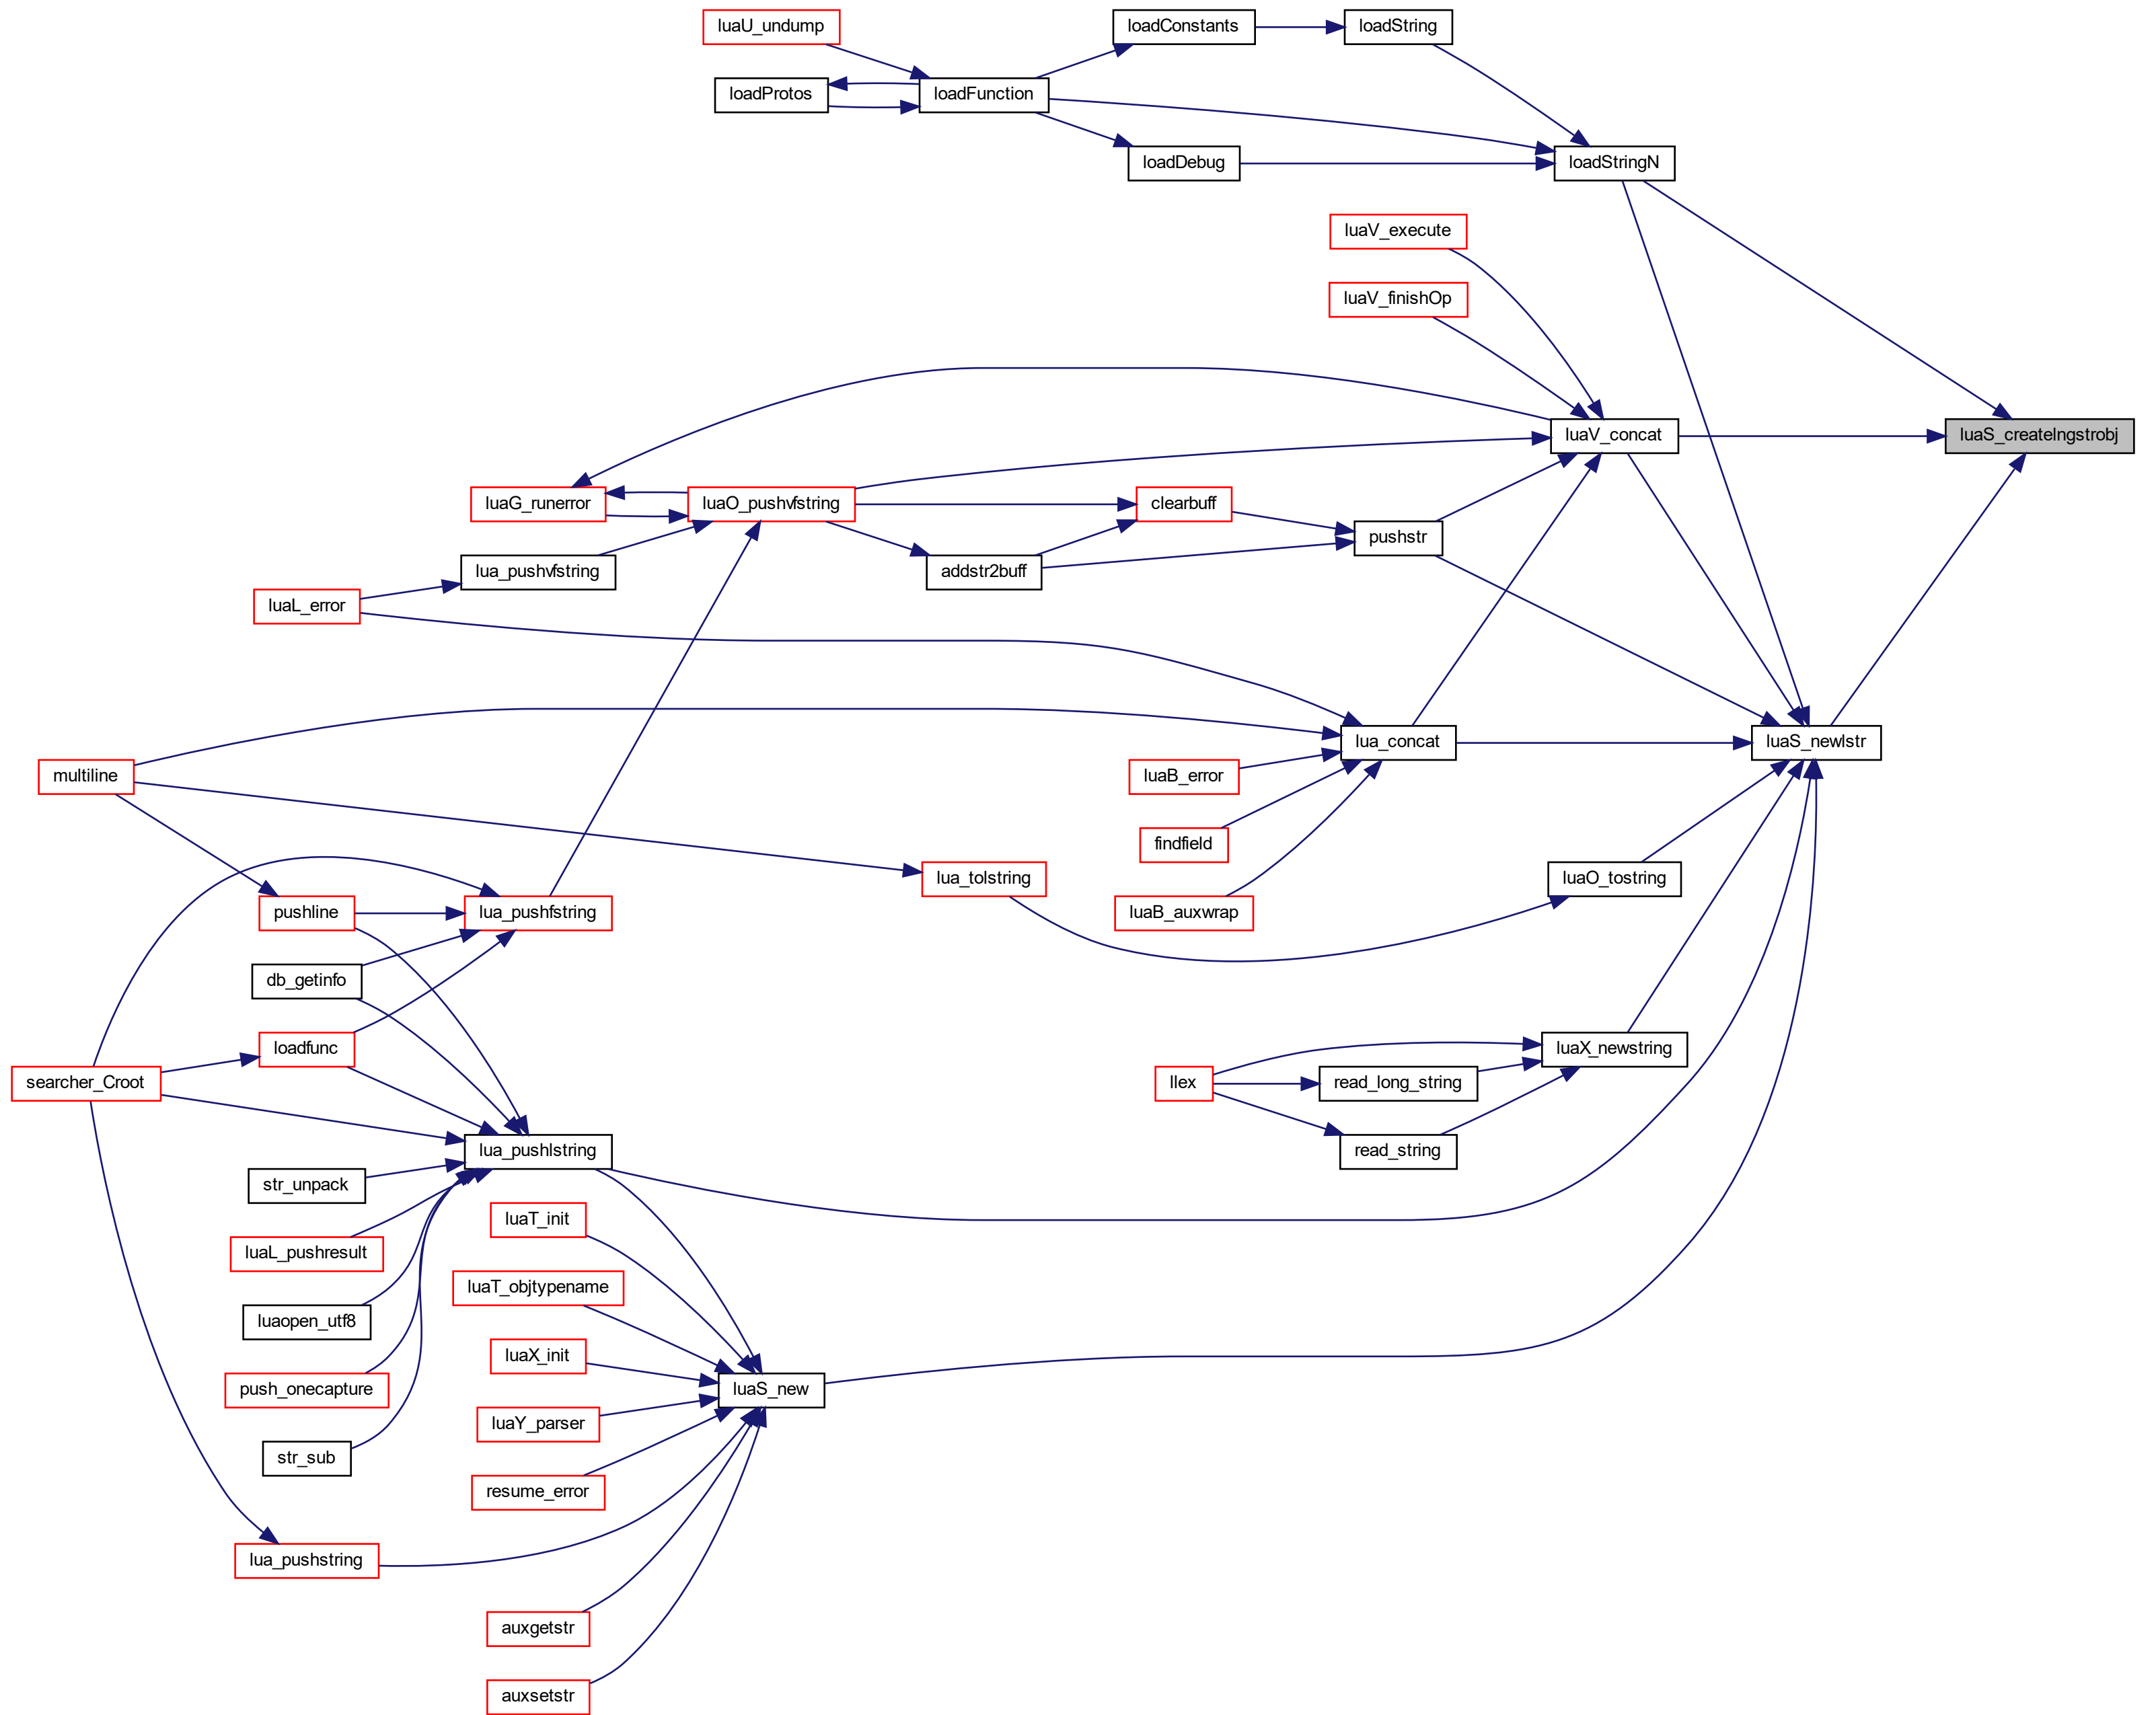 luaU_undump
loadConstants
loadString
loadProtos
loadFunction
loadDebug
loadStringN
luaV_execute
luaV_finishOp
luaV_concat
luaS_createlngstrobj
luaG_runerror
luaO_pushvfstring
clearbuff
pushstr
lua_pushvfstring
addstr2buff
luaL_error
lua_concat
luaS_newlstr
multiline
luaB_error
findfield
lua_tolstring
luaO_tostring
pushline
lua_pushfstring
luaB_auxwrap
db_getinfo
loadfunc
luaX_newstring
searcher_Croot
llex
read_long_string
lua_pushlstring
read_string
str_unpack
luaT_init
luaL_pushresult
luaT_objtypename
luaopen_utf8
luaX_init
push_onecapture
luaS_new
luaY_parser
str_sub
resume_error
lua_pushstring
auxgetstr
auxsetstr